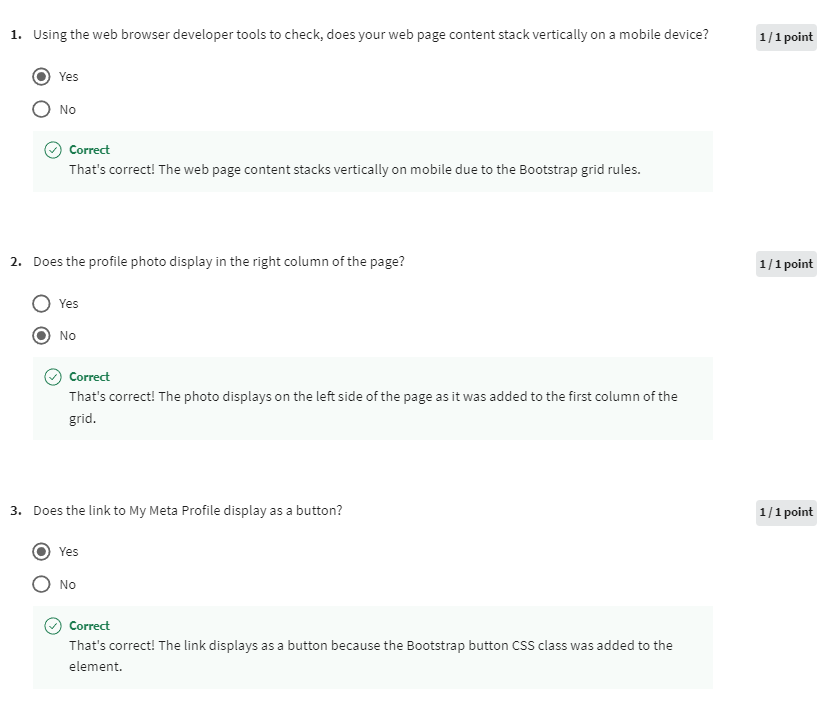 1. Using the web browser developer tools to check, does your web page content stack vertically on a mobile device?
1 / 1 point
Yes
No
Correct
That's correct! The web page content stacks vertically on mobile due to the Bootstrap grid rules.
2. Does the profile photo display in the right column of the page?
1 / 1 point
Yes
No
Correct
That's correct! The photo displays on the left side of the page as it was added to the first column of the
grid.
3. Does the link to My Meta Profile display as a button?
1 / 1 point
Yes
No
Correct
That's correct! The link displays as a button because the Bootstrap button CSS class was added to the
element.